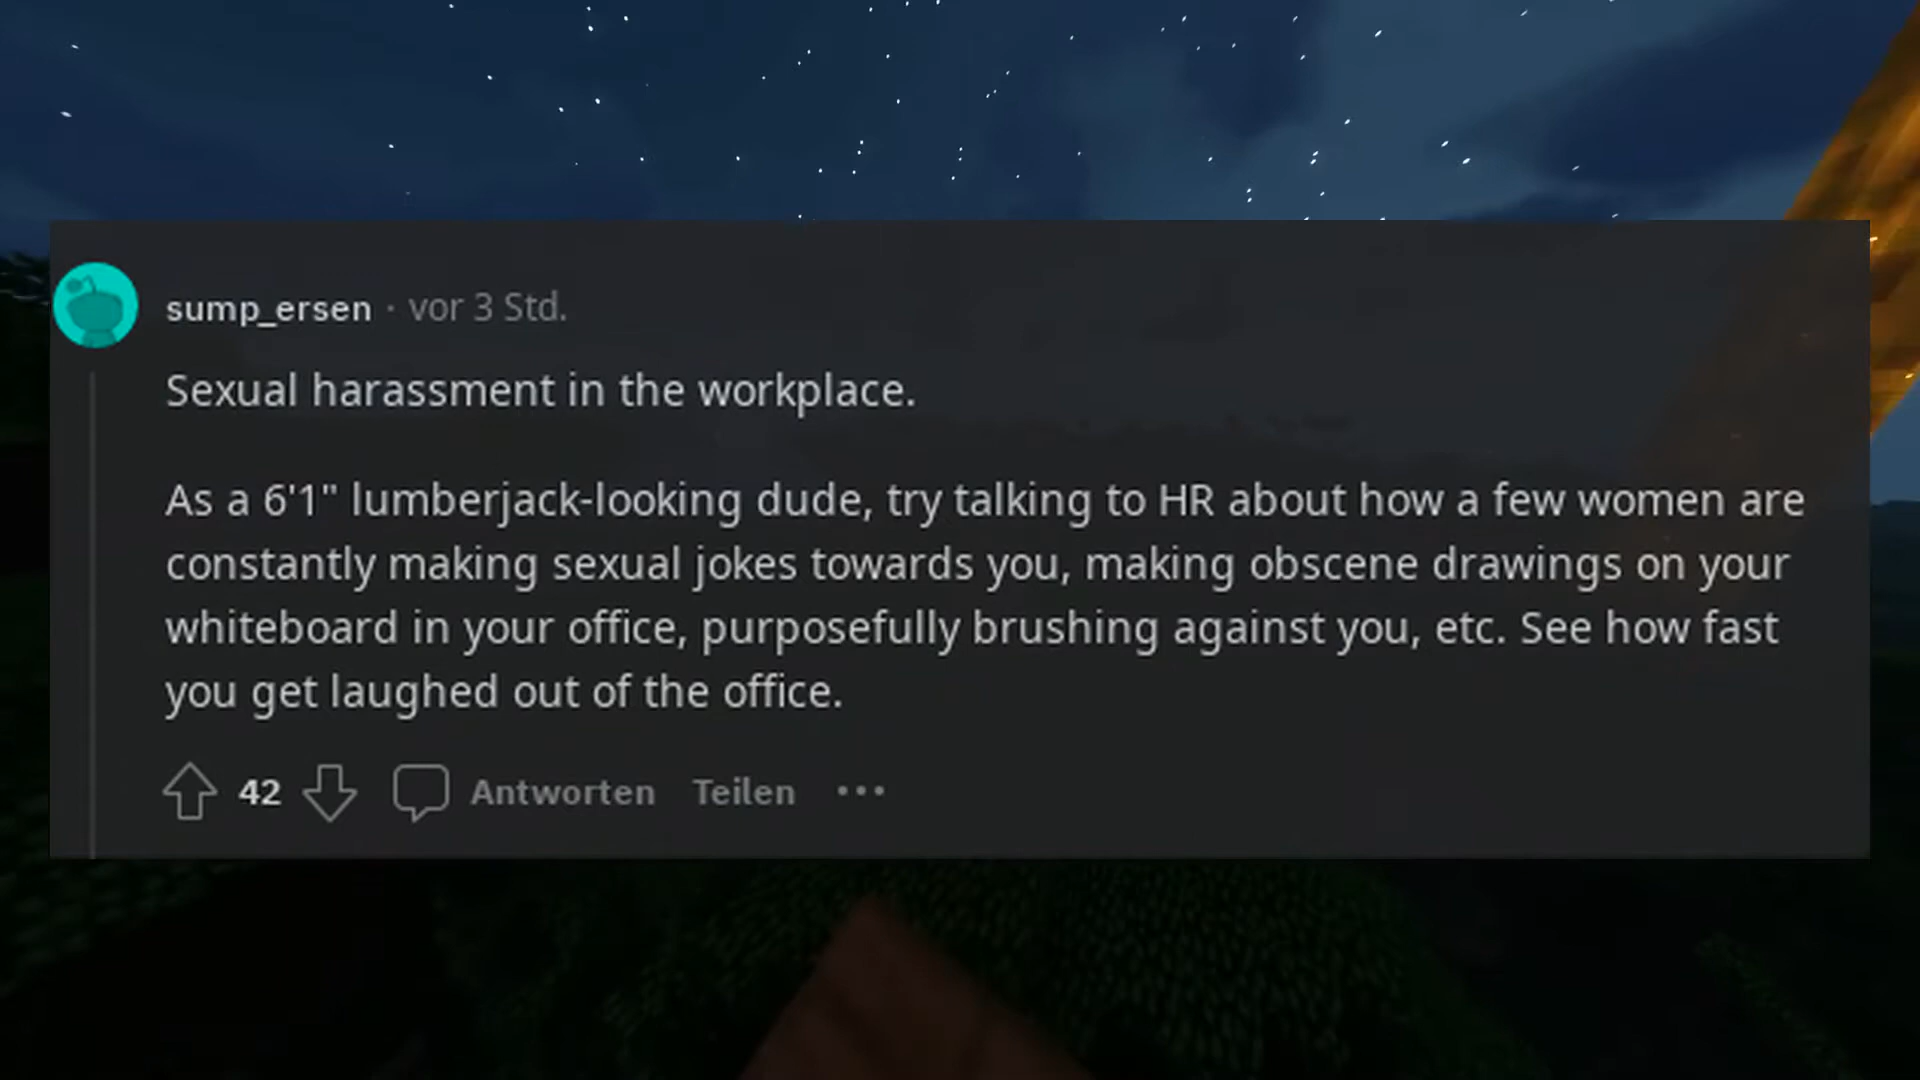 sump_ersen · vor 3 Std.
Sexual harassment in the workplace.
As a 6'1" lumberjack-looking dude, try talking to HR about how a few women are
constantly making sexual jokes towards you, making obscene drawings on your
whiteboard in your office, purposefully brushing against you, etc. See how fast
you get laughed out of the office.
42 Antworten Teilen